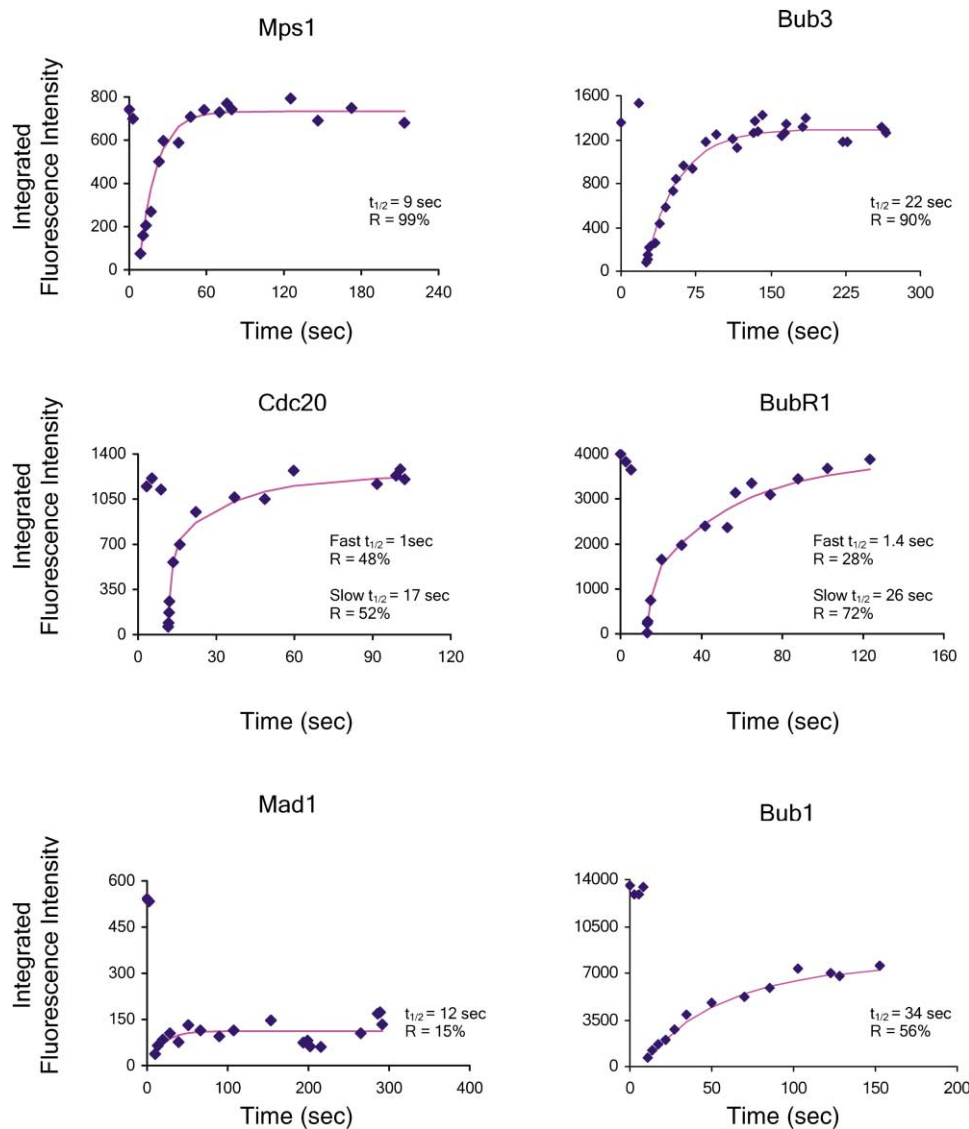 Mps1
Integrated
Fluorescence Intensity
800
600
400
200
0
0 60 120 180 240
t1/2 = 9 sec
R = 99%
Time (sec)
Bub3
1600
1200
800
400
0
0 75 150 225 300
t1/2 = 22 sec
R = 90%
Time (sec)
Cdc20
Integrated
Fluorescence Intensity
1400
1050
700
350
0
0 30 60 90 120
Fast t1/2 = 1sec
R = 48%
Slow t1/2 = 17 sec
R = 52%
Time (sec)
BubR1
4000
3000
2000
1000
0
0 40 80 120 160
Fast t1/2 = 1.4 sec
R = 28%
Slow t1/2 = 26 sec
R = 72%
Time (sec)
Mad1
Integrated
Fluorescence Intensity
600
450
300
150
0
0 100 200 300 400
t1/2 = 12 sec
R = 15%
Time (sec)
Bub1
14000
10500
7000
3500
0
0 50 100 150 200
t1/2 = 34 sec
R = 56%
Time (sec)